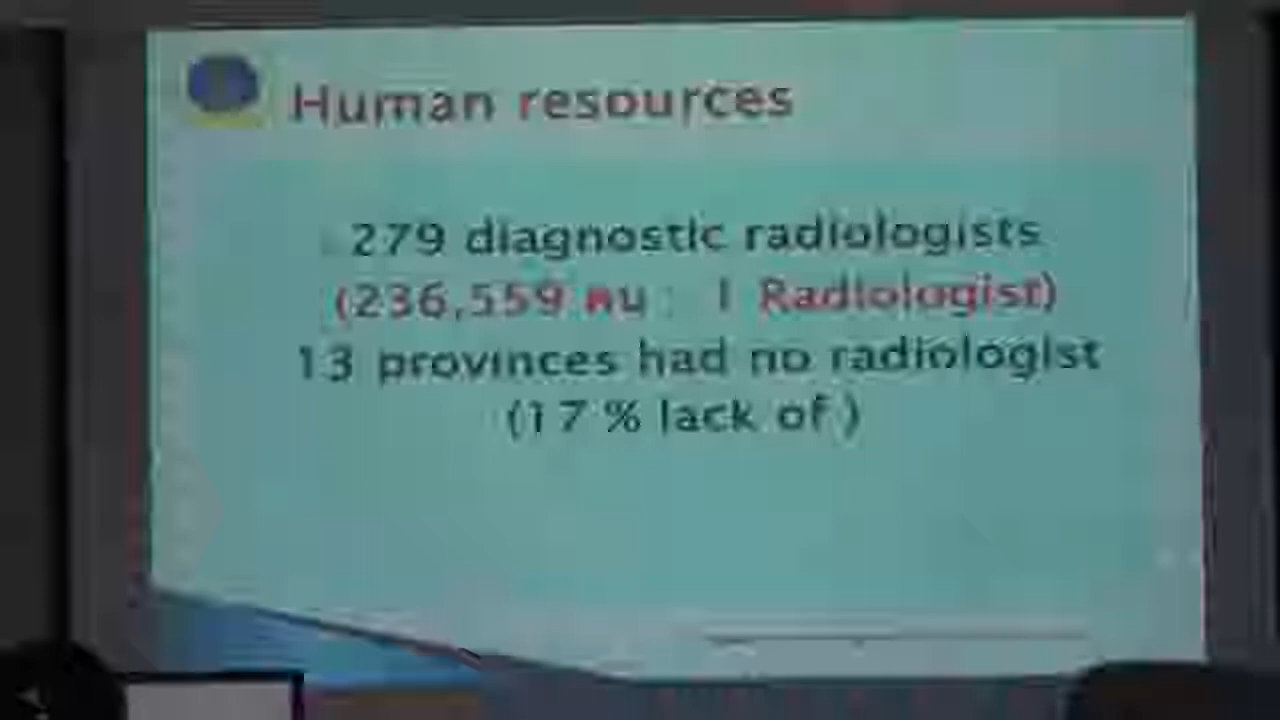 Human resources
279 diagnostic radiologists
(236,559 คน : 1 Radiologist)
13 provinces had no radiologist
(17 % lack of )